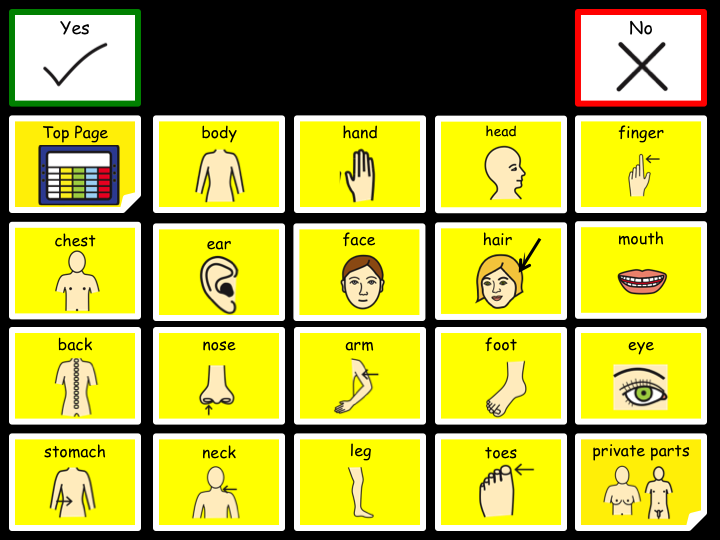 Yes
No
Top Page
body
hand
head
finger
chest
ear
face
hair
mouth
back
nose
arm
foot
eye
stomach
neck
leg
toes
private parts